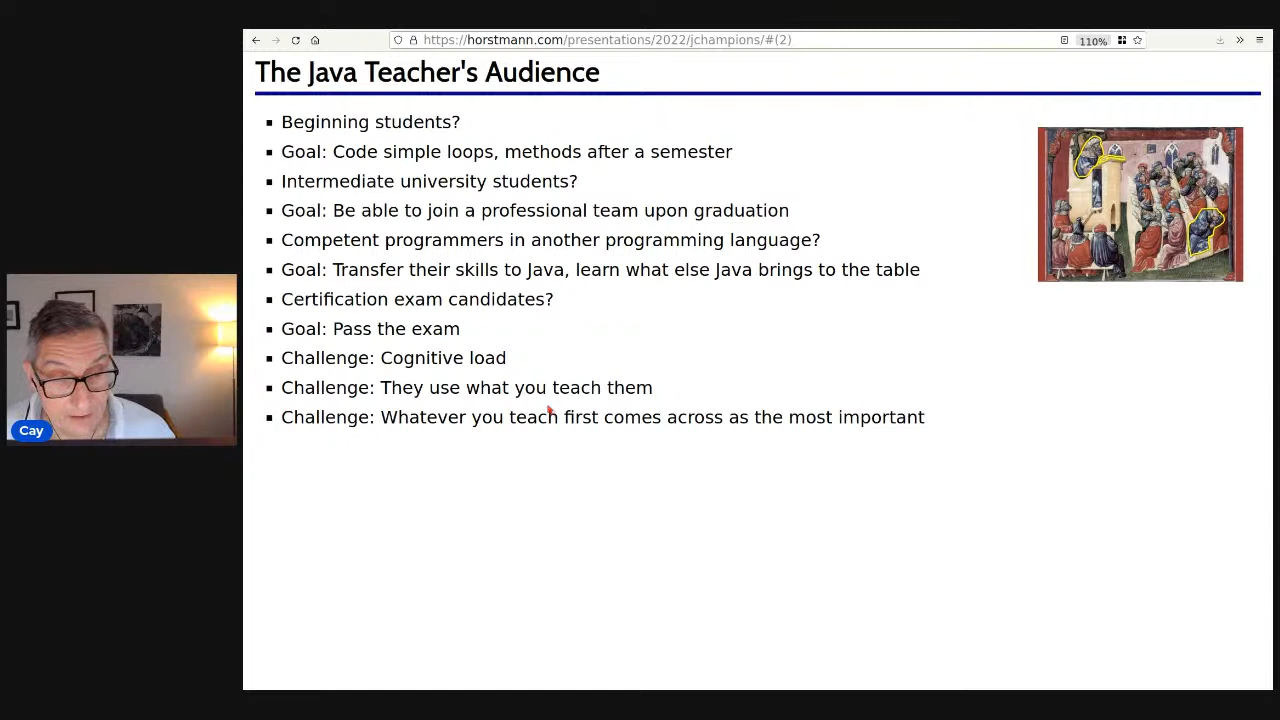 https://horstmann.com/presentations/2022/jchampions/#(2)
110%
The Java Teacher's Audience
▪ Beginning students?
▪ Goal: Code simple loops, methods after a semester
▪ Intermediate university students?
▪ Goal: Be able to join a professional team upon graduation
▪ Competent programmers in another programming language?
▪ Goal: Transfer their skills to Java, learn what else Java brings to the table
▪ Certification exam candidates?
▪ Goal: Pass the exam
▪ Challenge: Cognitive load
▪ Challenge: They use what you teach them
▪ Challenge: Whatever you teach first comes across as the most important
Cay